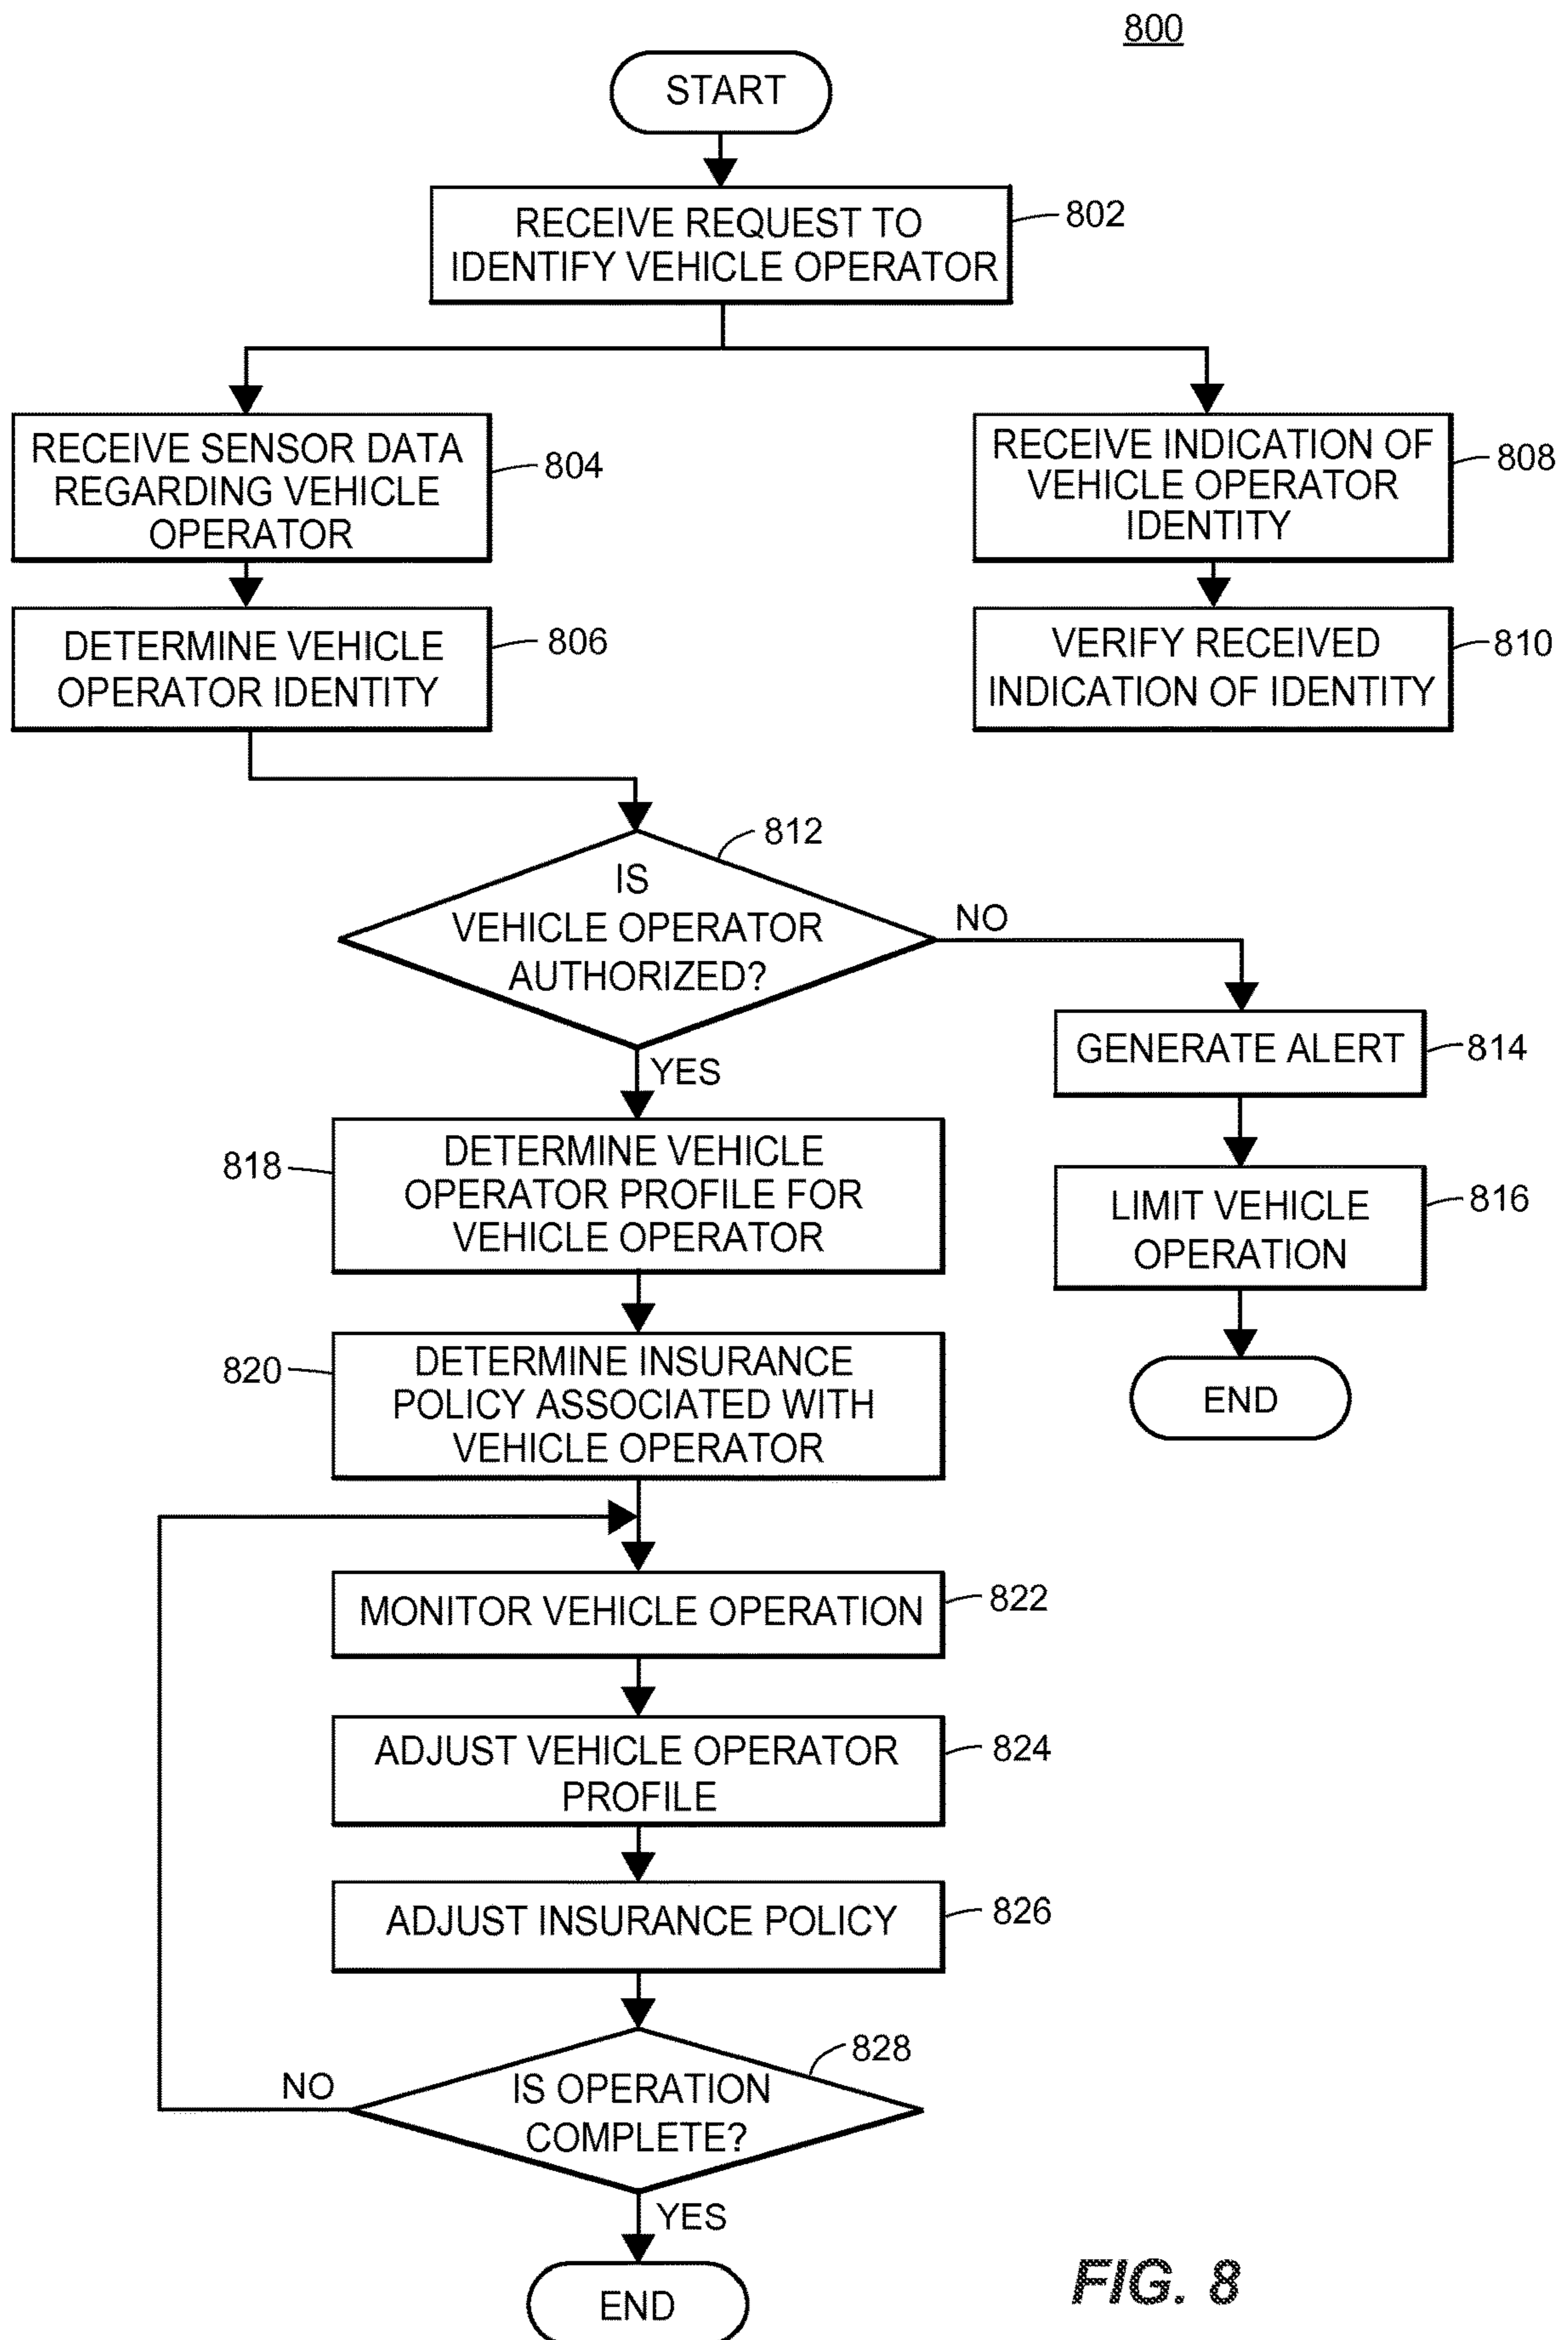 800
START
RECEIVE REQUEST TO
IDENTIFY VEHICLE OPERATOR
802
RECEIVE SENSOR DATA
REGARDING VEHICLE
OPERATOR
804
RECEIVE INDICATION OF
VEHICLE OPERATOR
IDENTITY
808
DETERMINE VEHICLE
OPERATOR IDENTITY
806
VERIFY RECEIVED
INDICATION OF IDENTITY
810
812
IS
VEHICLE OPERATOR
AUTHORIZED?
NO
YES
GENERATE ALERT
814
818
DETERMINE VEHICLE
OPERATOR PROFILE FOR
VEHICLE OPERATOR
LIMIT VEHICLE
OPERATION
816
820
DETERMINE INSURANCE
POLICY ASSOCIATED WITH
VEHICLE OPERATOR
END
MONITOR VEHICLE OPERATION
822
ADJUST VEHICLE OPERATOR
PROFILE
824
ADJUST INSURANCE POLICY
826
828
IS OPERATION
COMPLETE?
NO
YES
END
FIG. 8